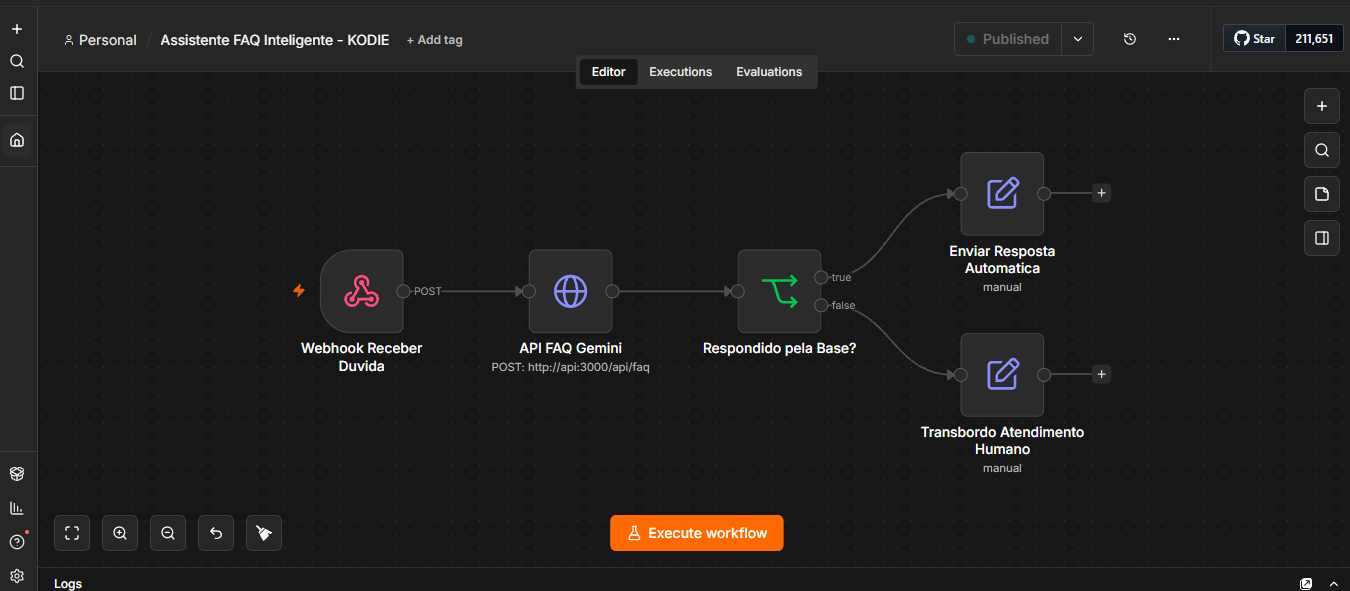 Personal / Assistente FAQ Inteligente - KODIE + Add tag
Published
Star 211,651
Editor Executions Evaluations
POST
true
false
Webhook Receber
Duvida
API FAQ Gemini
POST: http://api:3000/api/faq
Respondido pela Base?
Enviar Resposta
Automatica
manual
Transbordo Atendimento
Humano
manual
Execute workflow
Logs